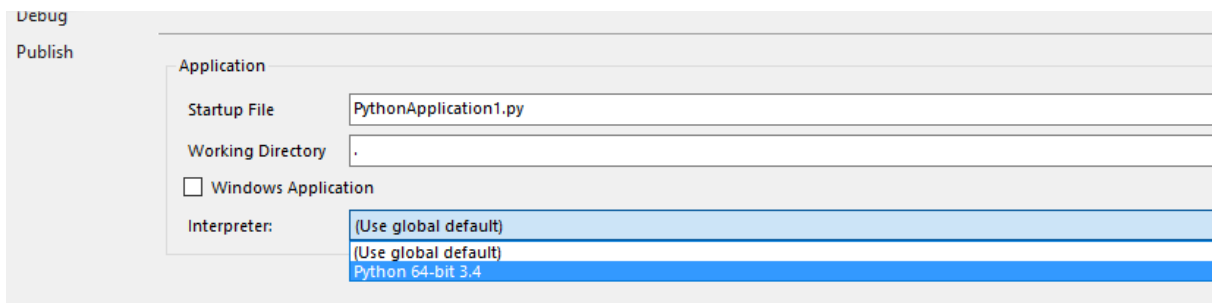 Debug
Publish
Application
Startup File PythonApplication1.py
Working Directory .
Windows Application
Interpreter: (Use global default)
(Use global default)
Python 64-bit 3.4